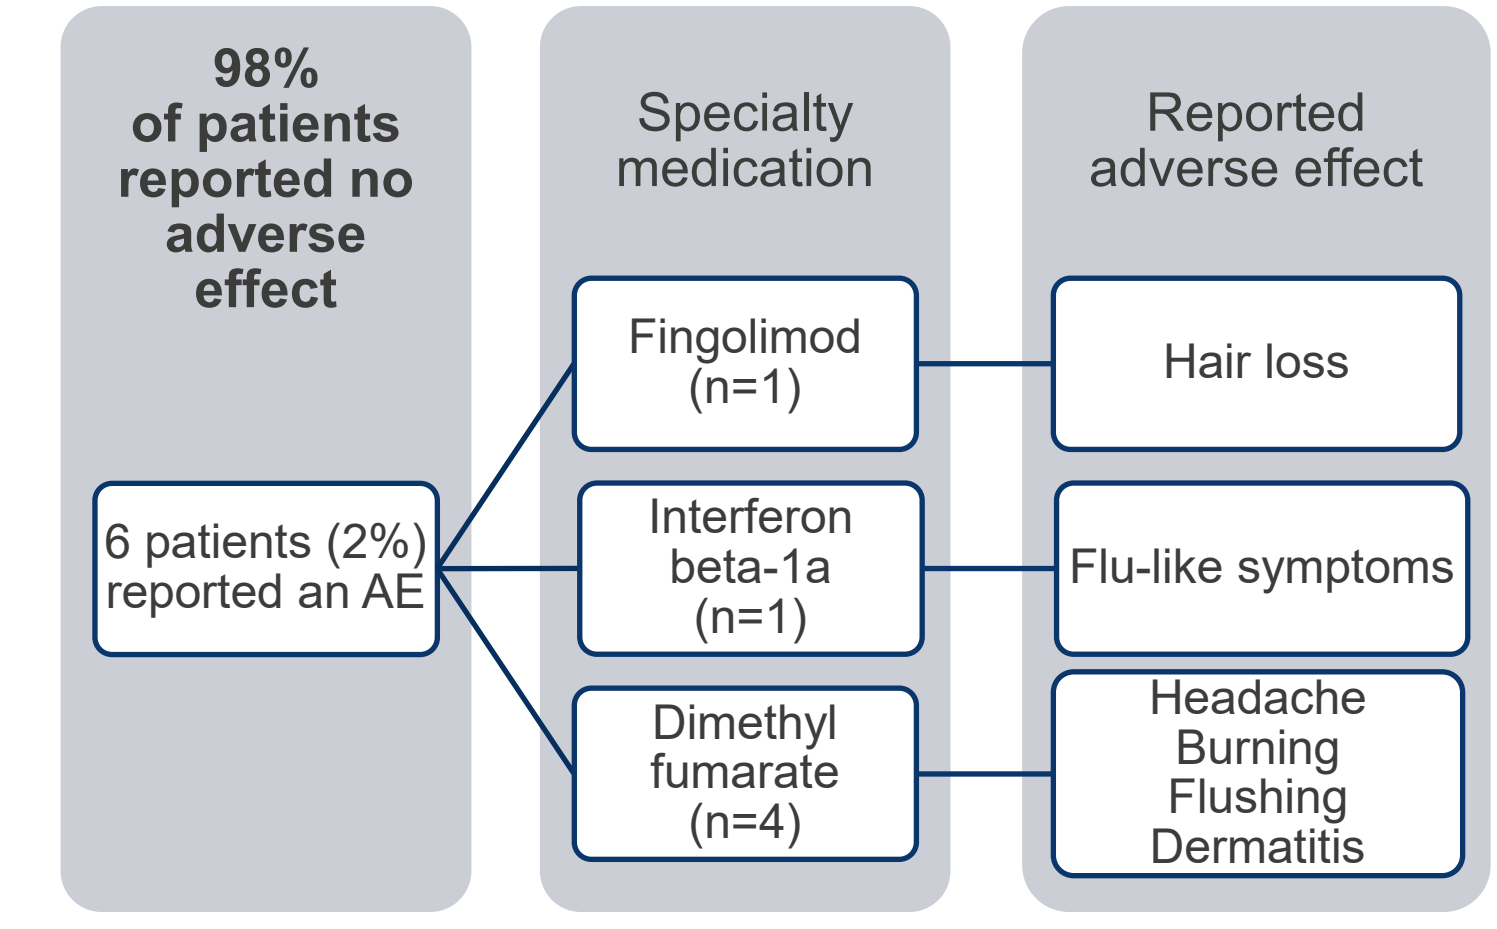 98%
of patients
reported no
adverse
effect
6 patients (2%)
reported an AE
Specialty
medication
Fingolimod
(n=1)
Interferon
beta-1a
(n=1)
Dimethyl
fumarate
(n=4)
Reported
adverse effect
Hair loss
Flu-like symptoms
Headache
Burning
Flushing
Dermatitis